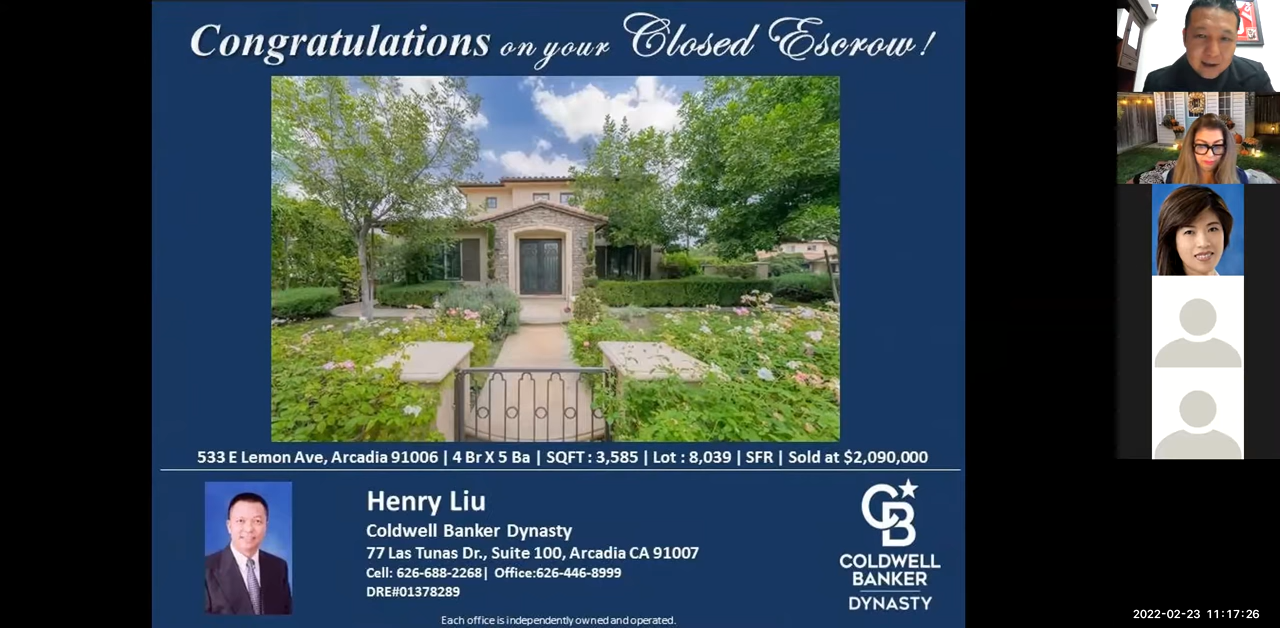 Congratulations on your Closed Escrow!
533 E Lemon Ave, Arcadia 91006 | 4 Br X 5 Ba | SQFT : 3,585 | Lot : 8,039 | SFR | Sold at $2,090,000
Henry Liu
Coldwell Banker Dynasty
77 Las Tunas Dr., Suite 100, Arcadia CA 91007
Cell: 626-688-2268| Office:626-446-8999
DRE#01378289
CB
COLDWELL
BANKER
DYNASTY
Each office is independently owned and operated.
2022-02-23 11:17:26